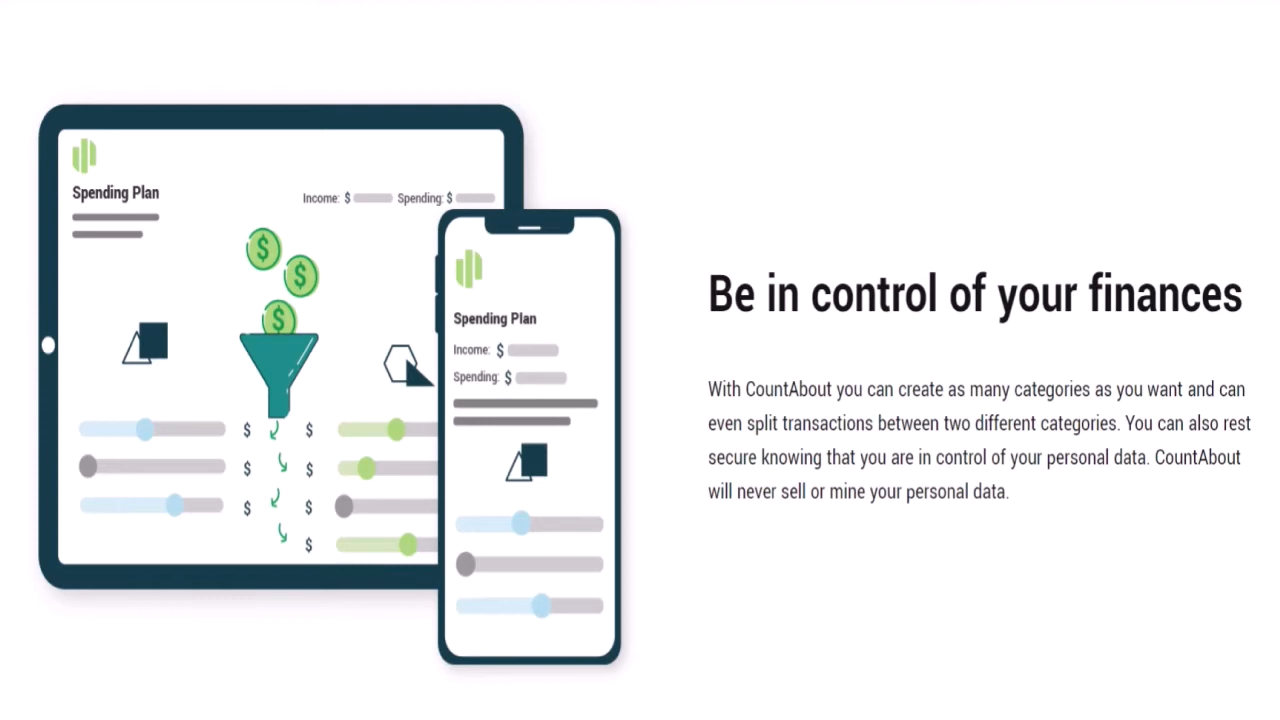 Spending Plan
Income: $
Spending: $
$
$
$
$ $
$ $
$ $
$
Spending Plan
Income: $
Spending: $
Be in control of your finances
With CountAbout you can create as many categories as you want and can
even split transactions between two different categories. You can also rest
secure knowing that you are in control of your personal data. CountAbout
will never sell or mine your personal data.